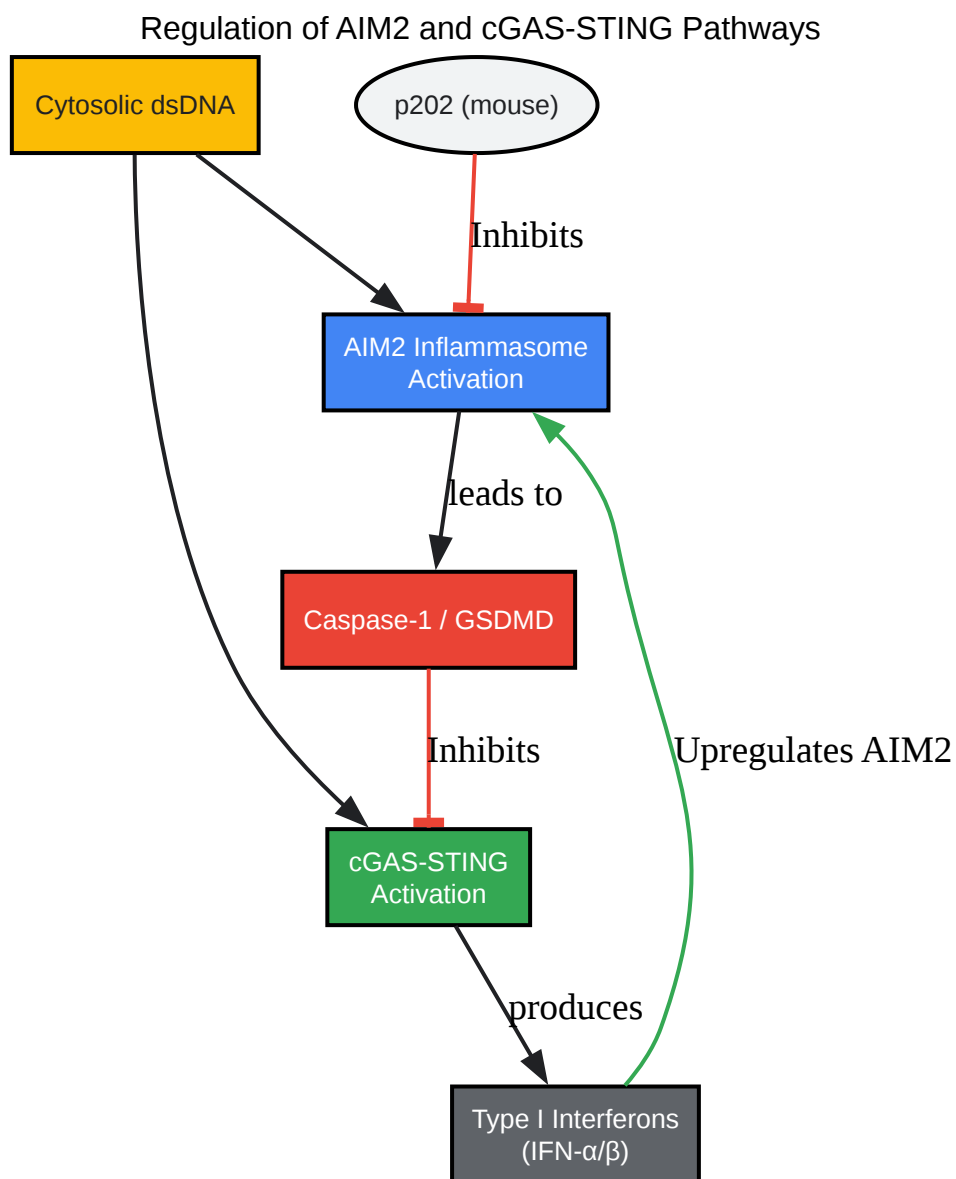 Regulation of AIM2 and cGAS-STING Pathways
Cytosolic dsDNA
p202 (mouse)
Inhibits
AIM2 Inflammasome
Activation
leads to
Caspase-1 / GSDMD
Inhibits
Upregulates AIM2
cGAS-STING
Activation
produces
Type I Interferons
(IFN-α/β)